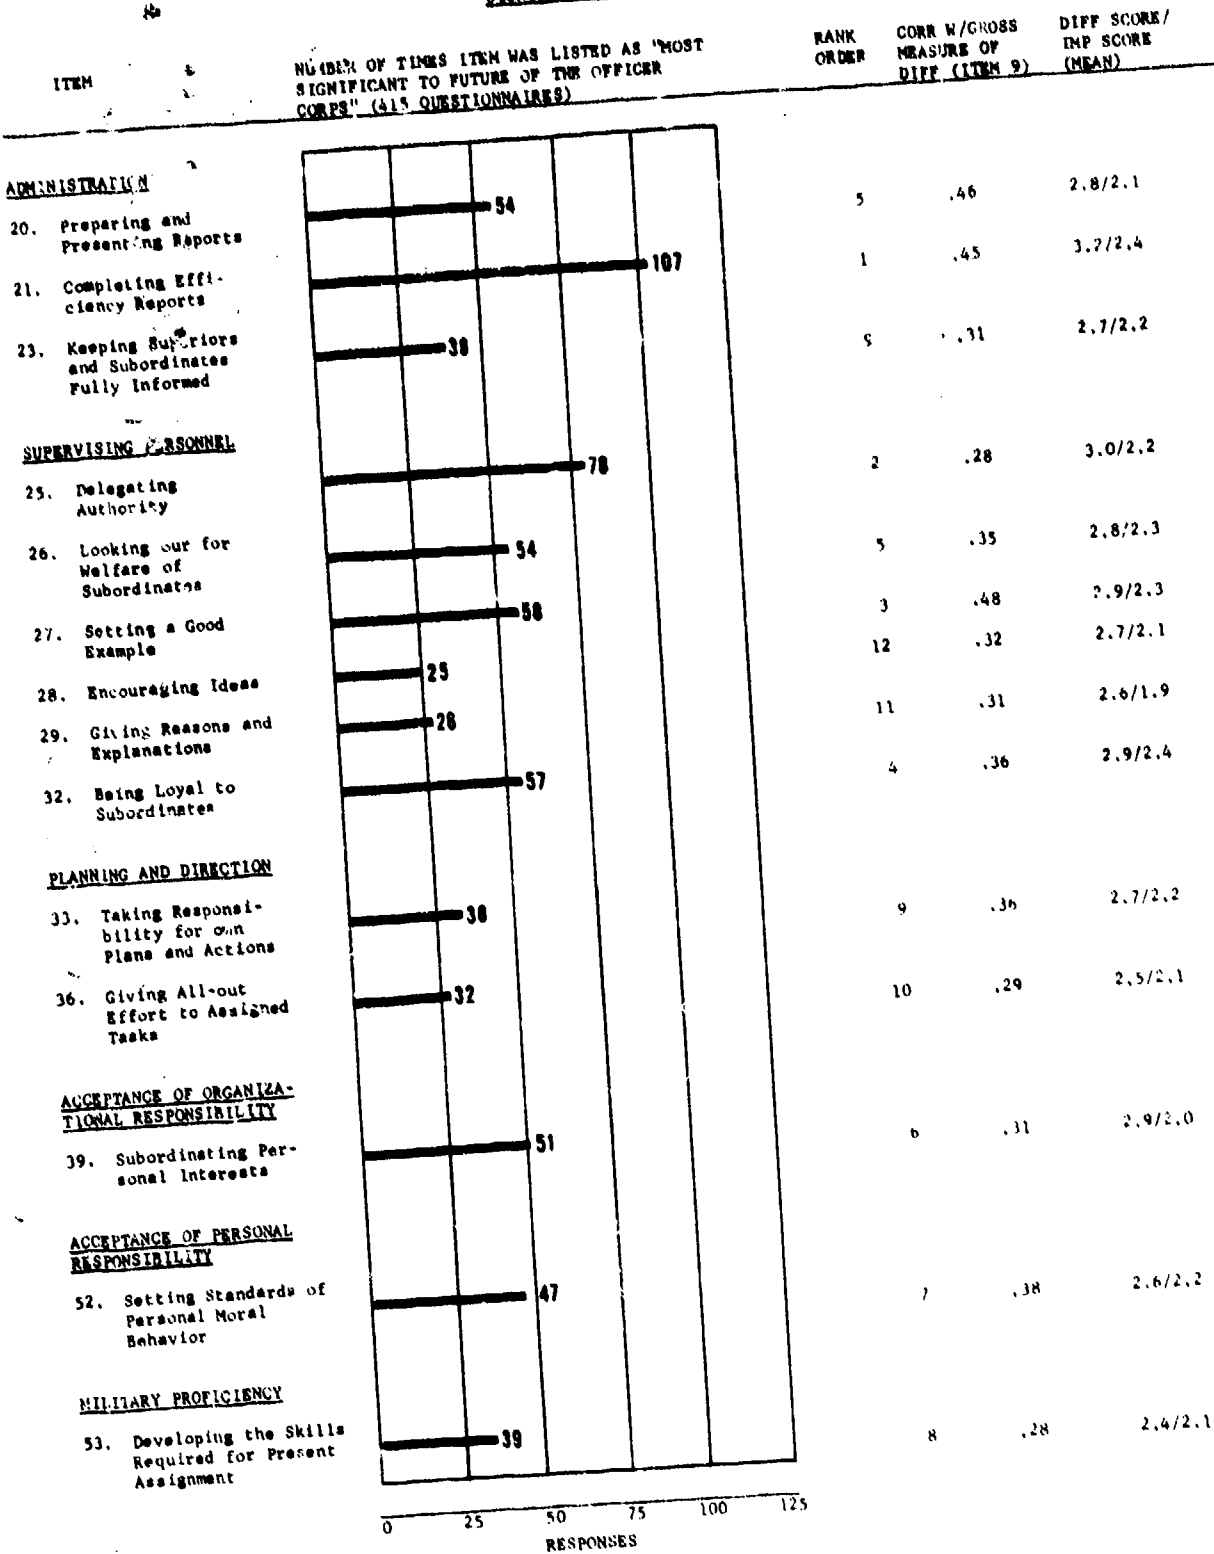 ITEM
NUMBER OF TIMES ITEM WAS LISTED AS "MOST
SIGNIFICANT TO FUTURE OF THE OFFICER
CORPS" (415 QUESTIONNAIRES)
RANK
ORDER
CORR W/GROSS
MEASURE OF
DIFF (ITEM 9)
DIFF SCORE/
IMP SCORE
(MEAN)
ADMINISTRATION
20. Preparing and
Presenting Reports
54 5 .46 2.8/2.1
21. Completing Effi-
ciency Reports
107 1 .45 3.2/2.4
23. Keeping Superiors
and Subordinates
Fully Informed
38 .31 2.7/2.2
SUPERVISING PERSONNEL
25. Delegating
Authority
78 2 .28 3.0/2.2
26. Looking out for
Welfare of
Subordinates
54 5 .35 2.8/2.3
27. Setting a Good
Example
58 3 .48 2.9/2.3
28. Encouraging Ideas
25 12 .32 2.7/2.1
29. Giving Reasons and
Explanations
28 11 .31 2.6/1.9
32. Being Loyal to
Subordinates
57 4 .36 2.9/2.4
PLANNING AND DIRECTION
33. Taking Responsi-
bility for own
Plans and Actions
38 9 .36 2.7/2.2
36. Giving All-out
Effort to Assigned
Tasks
32 10 .29 2.5/2.1
ACCEPTANCE OF ORGANIZA-
TIONAL RESPONSIBILITY
39. Subordinating Per-
sonal Interests
51 6 .31 2.9/2.0
ACCEPTANCE OF PERSONAL
RESPONSIBILITY
52. Setting Standards of
Personal Moral
Behavior
47 7 .38 2.6/2.2
MILITARY PROFICIENCY
53. Developing the Skills
Required for Present
Assignment
39 8 .28 2.4/2.1
0 25 50 75 100 125
RESPONSES